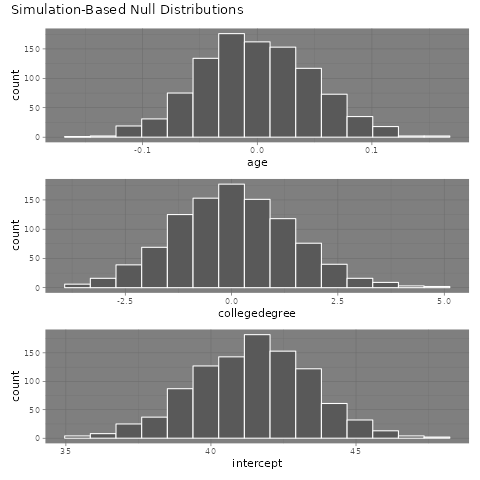 Simulation-Based Null Distributions
150
100
50
0
count
-0.1 0.0 0.1
age
150
100
50
0
count
-2.5 0.0 2.5 5.0
collegedegree
150
100
50
0
count
35 40 45
intercept